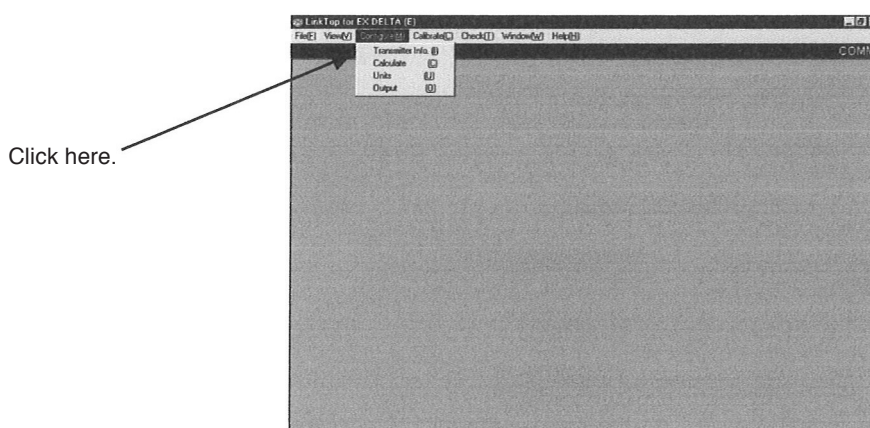 LinkTop for EX DELTA (E)
File(F) View(V) Configure(M) Calibrate(C) Check(T) Window(W) Help(H)
COMM
Transmitter Info. (I)
Calculate (C)
Units (U)
Output (O)
Click here.